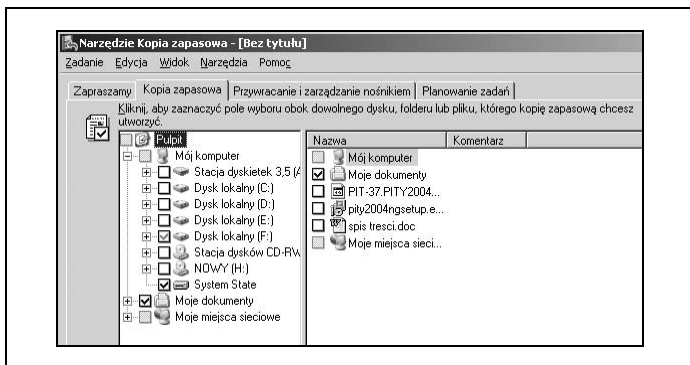 Narzędzie Kopia zapasowa - [Bez tytułu]
Zadanie Edycja Widok Narzędzia Pomoc
Zapraszamy Kopia zapasowa Przywracanie i zarządzanie nośnikiem Planowanie zadań
Kliknij, aby zaznaczyć pole wyboru obok dowolnego dysku, folderu lub pliku, którego kopię zapasową chcesz
utworzyć.
Pulpit
Mój komputer
Stacja dyskietek 3,5 (A
Dysk lokalny (C:)
Dysk lokalny (D:)
Dysk lokalny (E:)
Dysk lokalny (F:)
Stacja dysków CD-RW
NOWY (H:)
System State
Moje dokumenty
Moje miejsca sieciowe
Nazwa Komentarz
Mój komputer
Moje dokumenty
PIT-37.PITY2004...
pity2004ngsetup.e...
spis tresci.doc
Moje miejsca sieci...